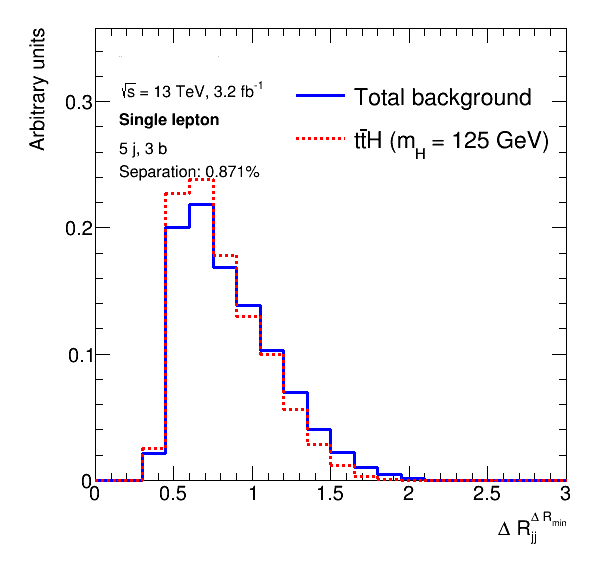 Arbitrary units
√s = 13 TeV, 3.2 fb⁻¹
Single lepton
5 j, 3 b
Separation: 0.871%
Total background
tt̄H (m_H = 125 GeV)
0.3
0.2
0.1
0
0 0.5 1 1.5 2 2.5 3
Δ R_jj^Δ R_min